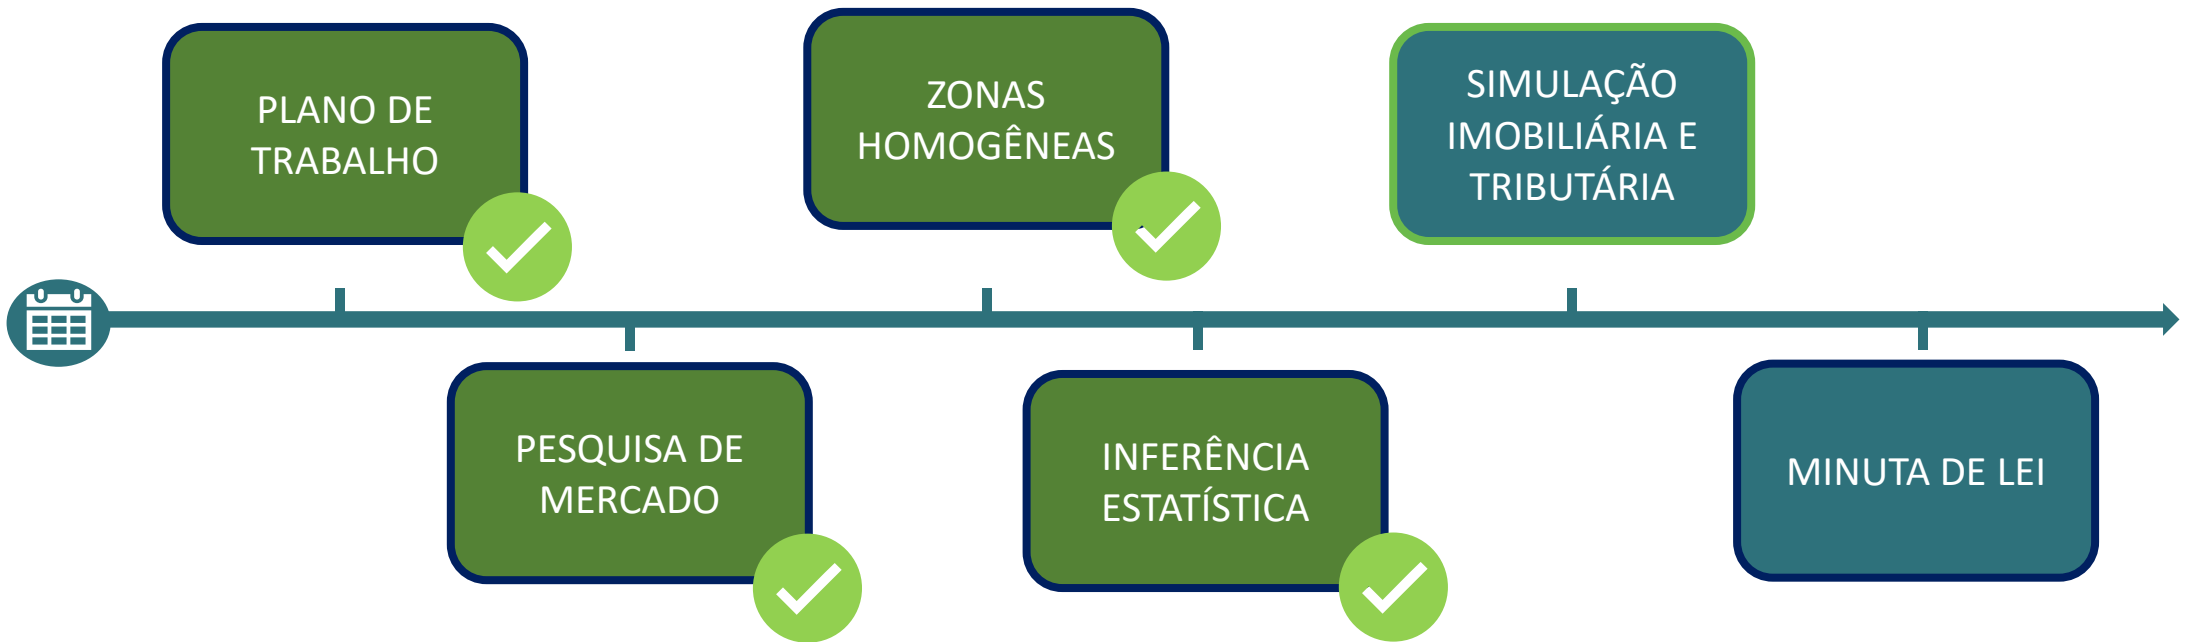 PLANO DE
TRABALHO
PESQUISA DE
MERCADO
ZONAS
HOMOGÊNEAS
INFERÊNCIA
ESTATÍSTICA
SIMULAÇÃO
IMOBILIÁRIA E
TRIBUTÁRIA
MINUTA DE LEI